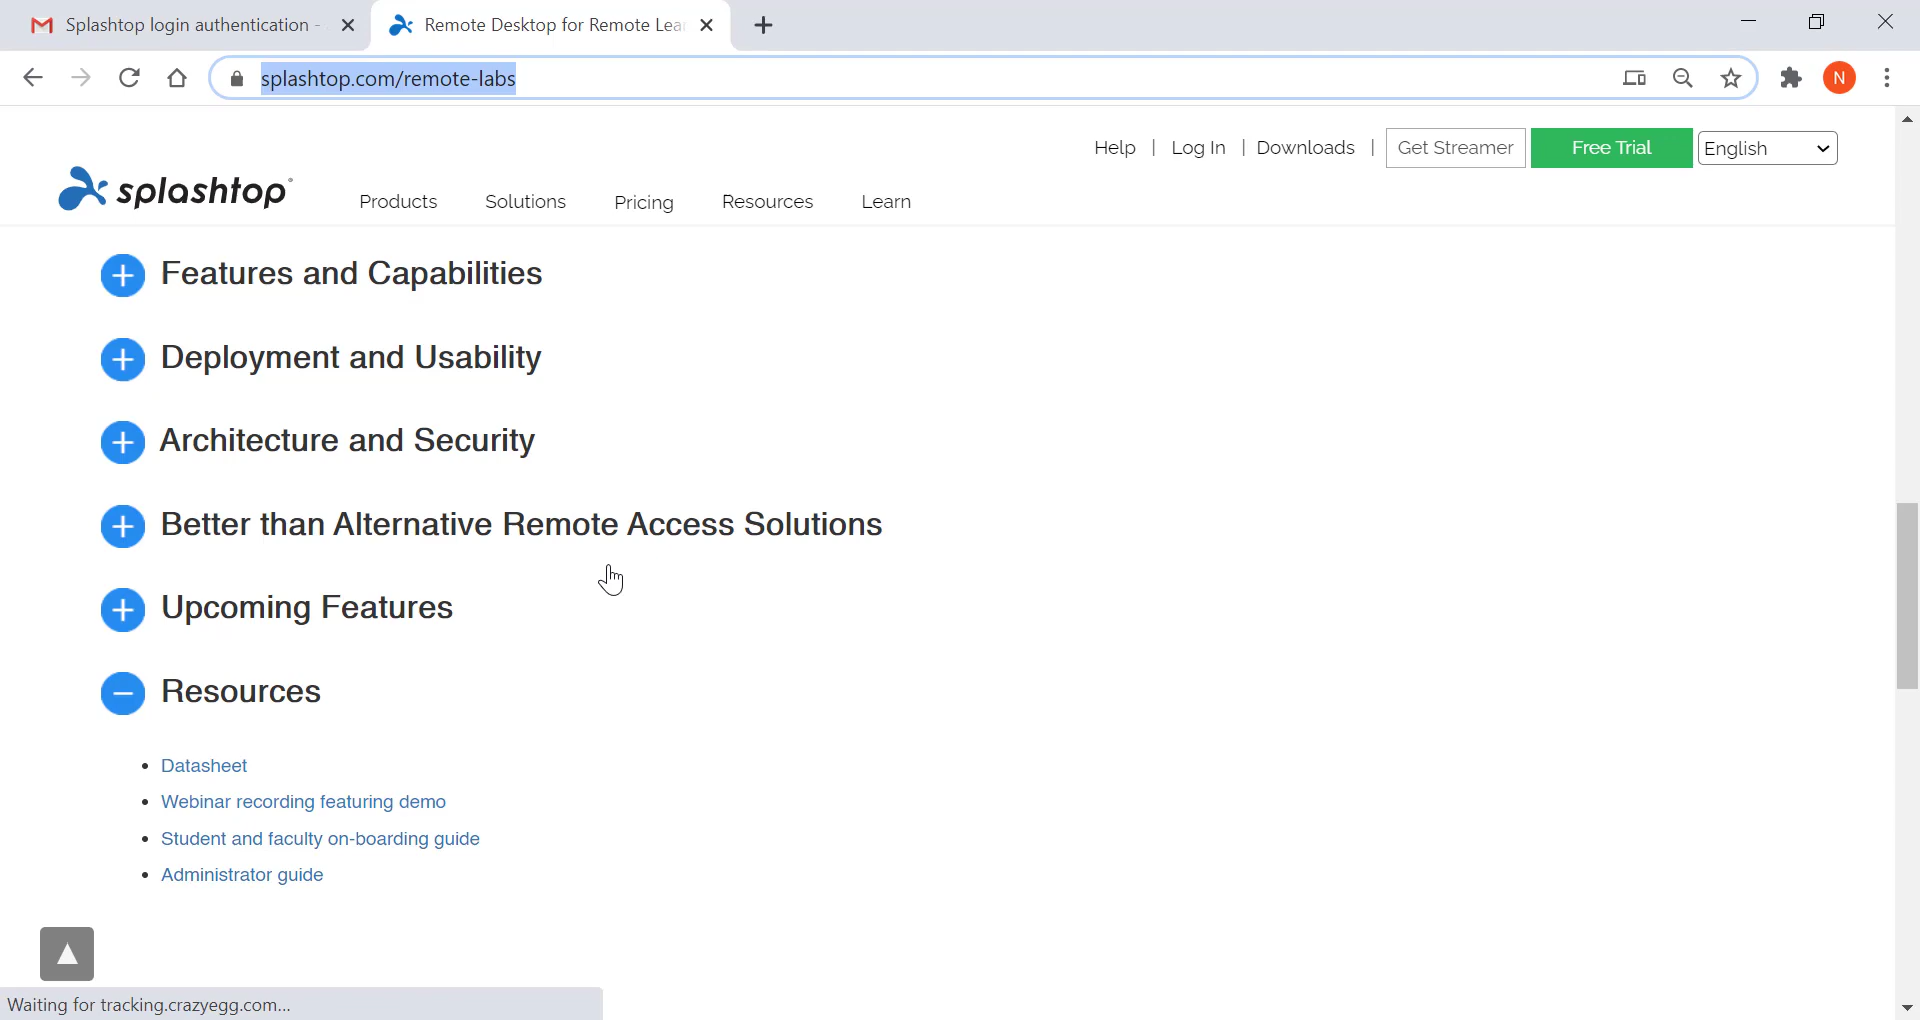 Splashtop login authentication -
Remote Desktop for Remote Lear
splashtop.com/remote-labs
N
Help | Log In | Downloads | Get Streamer Free Trial English
splashtop
Products Solutions Pricing Resources Learn
Features and Capabilities
Deployment and Usability
Architecture and Security
Better than Alternative Remote Access Solutions
Upcoming Features
Resources
• Datasheet
• Webinar recording featuring demo
• Student and faculty on-boarding guide
• Administrator guide
Waiting for tracking.crazyegg.com...